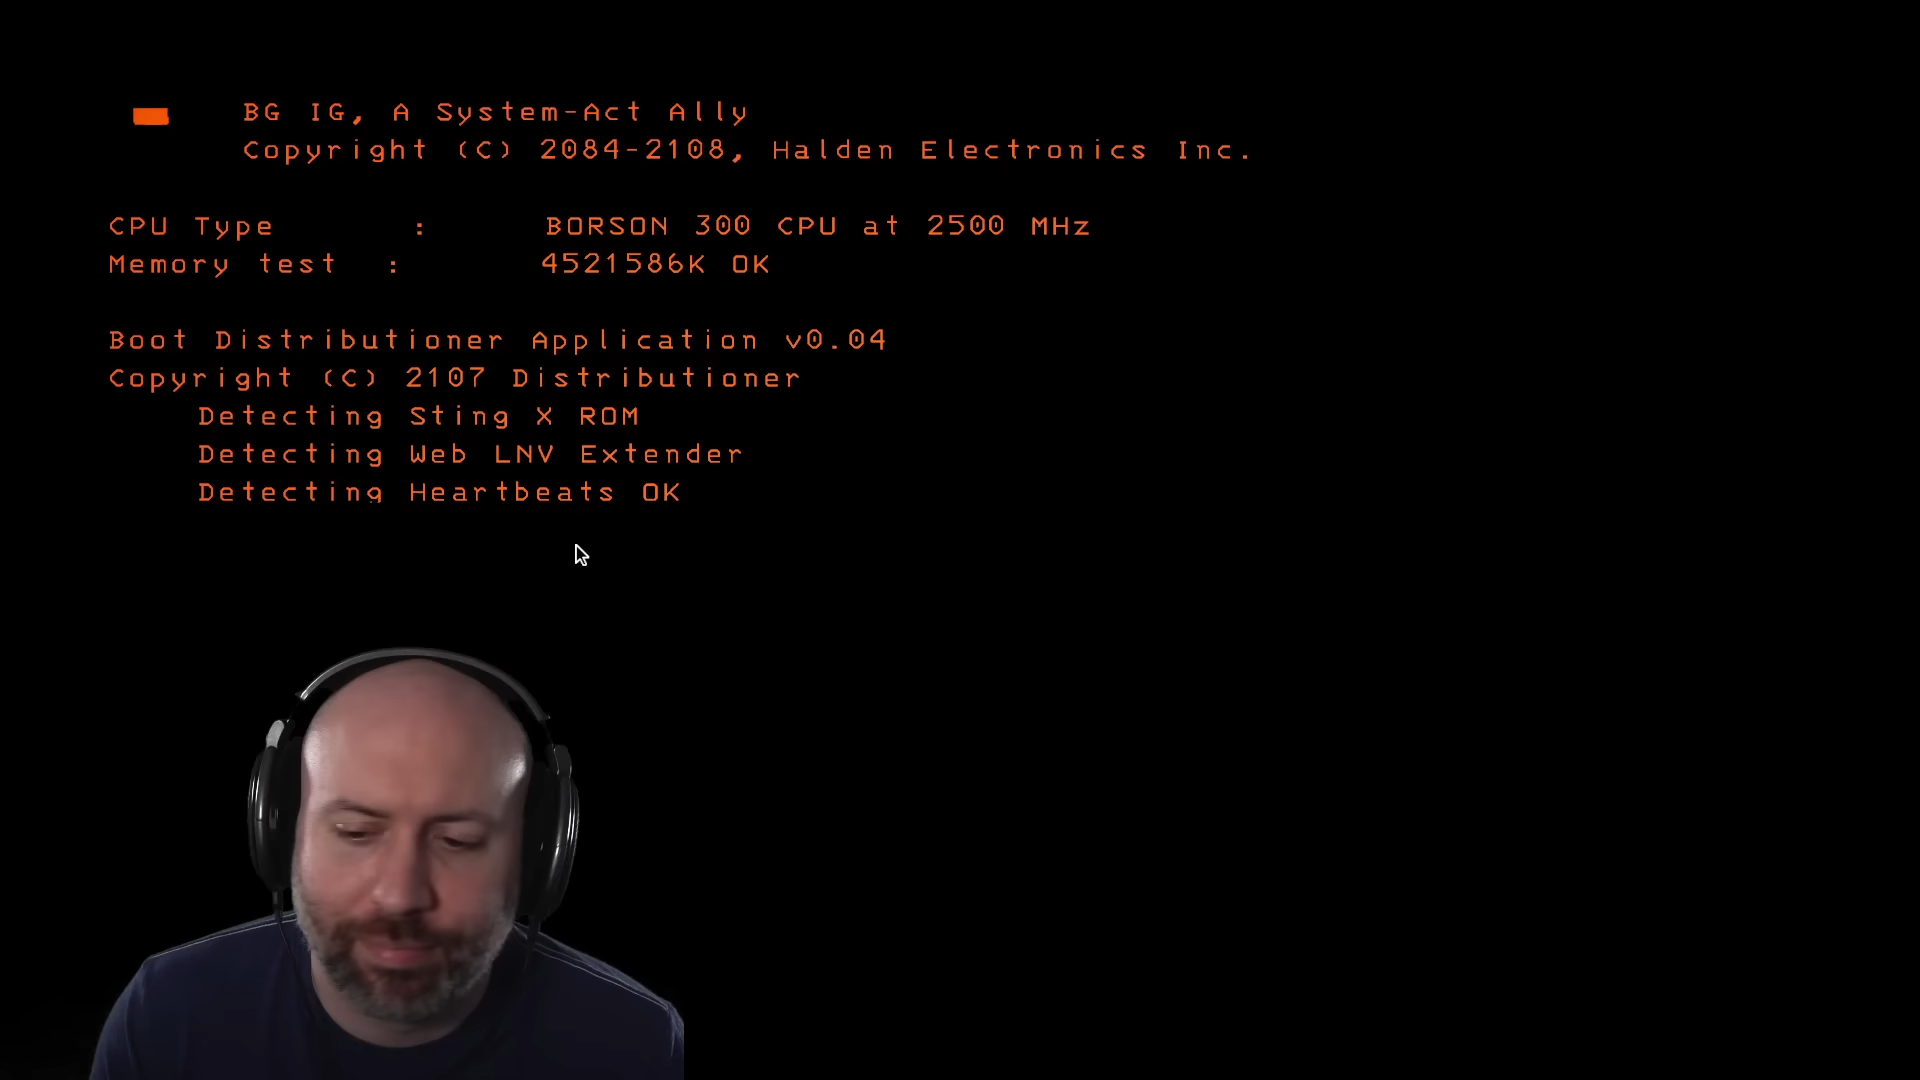 BG IG, A System-Act Ally
Copyright (C) 2084-2108, Halden Electronics Inc.
CPU Type : BORSON 300 CPU at 2500 MHz
Memory test : 4521586K OK
Boot Distributioner Application v0.04
Copyright (C) 2107 Distributioner
Detecting Sting X ROM
Detecting Web LNV Extender
Detecting Heartbeats OK